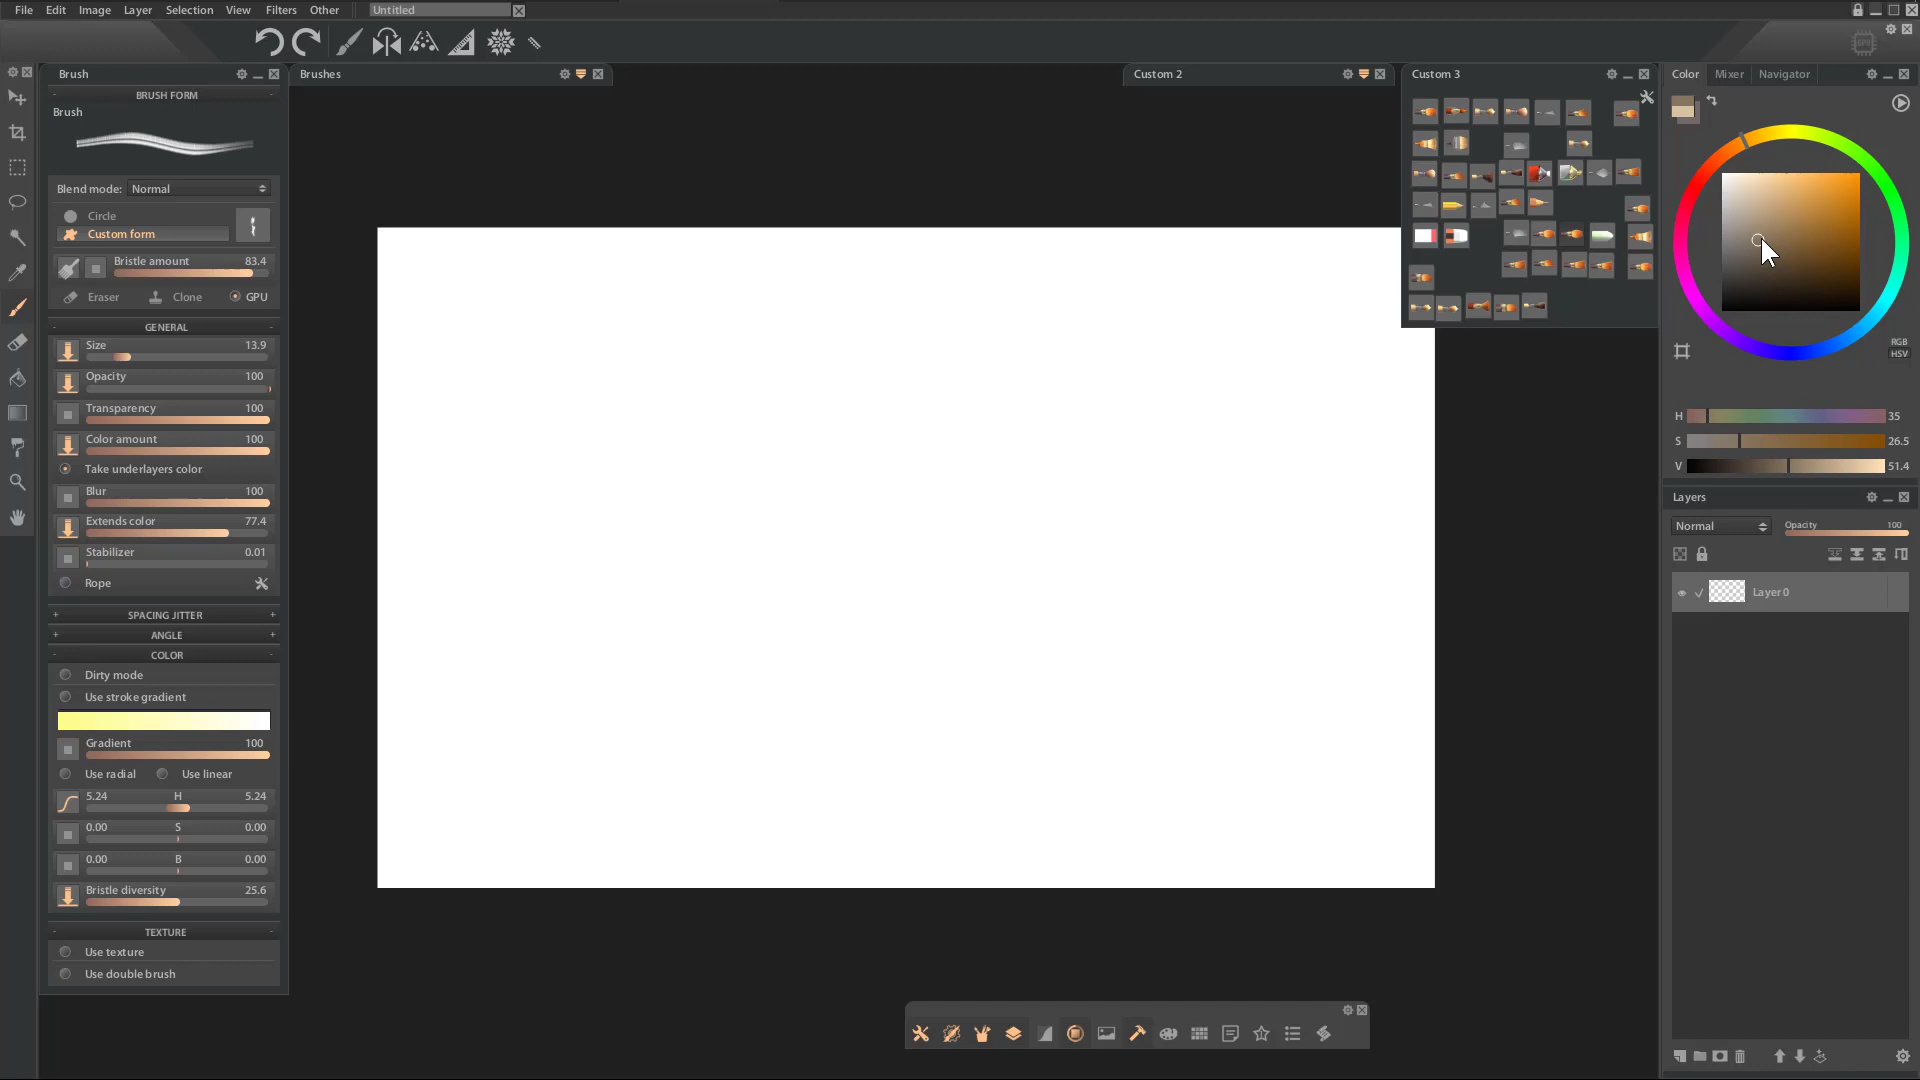 File Edit Image Layer Selection View Filters Other Untitled
Brush
Brushes
Custom 2
Custom 3
Color Mixer Navigator
BRUSH FORM
Brush
Blend mode: Normal
Circle
Custom form
Bristle amount 83.4
Eraser Clone GPU
GENERAL
Size 13.9
Opacity 100
Transparency 100
Color amount 100
Take underlayers color
Blur 100
Extends color 77.4
Stabilizer 0.01
Rope
SPACING JITTER
ANGLE
COLOR
Dirty mode
Use stroke gradient
Gradient 100
Use radial Use linear
5.24 H 5.24
0.00 S 0.00
0.00 B 0.00
Bristle diversity 25.6
TEXTURE
Use texture
Use double brush
RGB
HSV
H 35
S 26.5
V 51.4
Layers
Normal Opacity 100
Layer 0